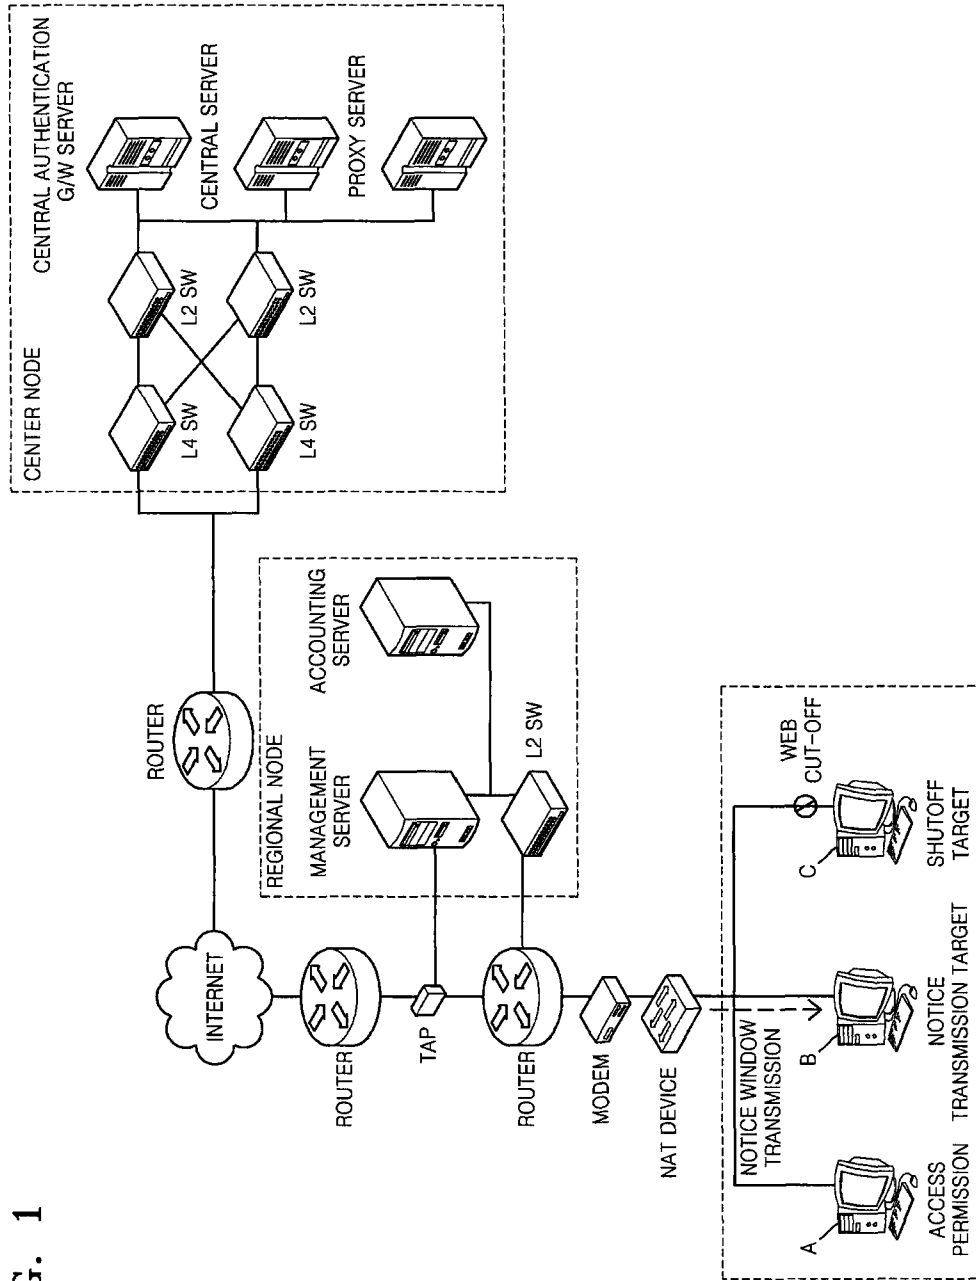 G. 1
CENTER NODE
CENTRAL AUTHENTICATION
G/W SERVER
CENTRAL SERVER
PROXY SERVER
L4 SW
L2 SW
L4 SW
L2 SW
ROUTER
INTERNET
REGIONAL NODE
MANAGEMENT
SERVER
ACCOUNTING
SERVER
L2 SW
ROUTER
TAP
ROUTER
MODEM
NAT DEVICE
NOTICE WINDOW
TRANSMISSION
WEB
CUT-OFF
A
B
C
ACCESS
PERMISSION
NOTICE
TRANSMISSION TARGET
SHUTOFF
TARGET